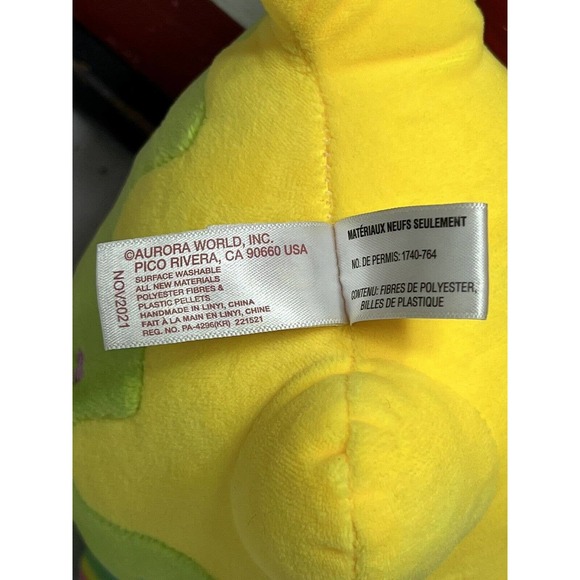 ©AURORA WORLD, INC.
PICO RIVERA, CA 90660 USA
SURFACE WASHABLE
ALL NEW MATERIALS
POLYESTER FIBRES &
PLASTIC PELLETS
HANDMADE IN LINYI, CHINA
FAIT À LA MAIN EN LINYI, CHINE
REG. NO. PA-4296(KR) 221521
NOV/2021
MATÉRIAUX NEUFS SEULEMENT
NO. DE PERMIS: 1740-764
CONTENU: FIBRES DE POLYESTER,
BILLES DE PLASTIQUE